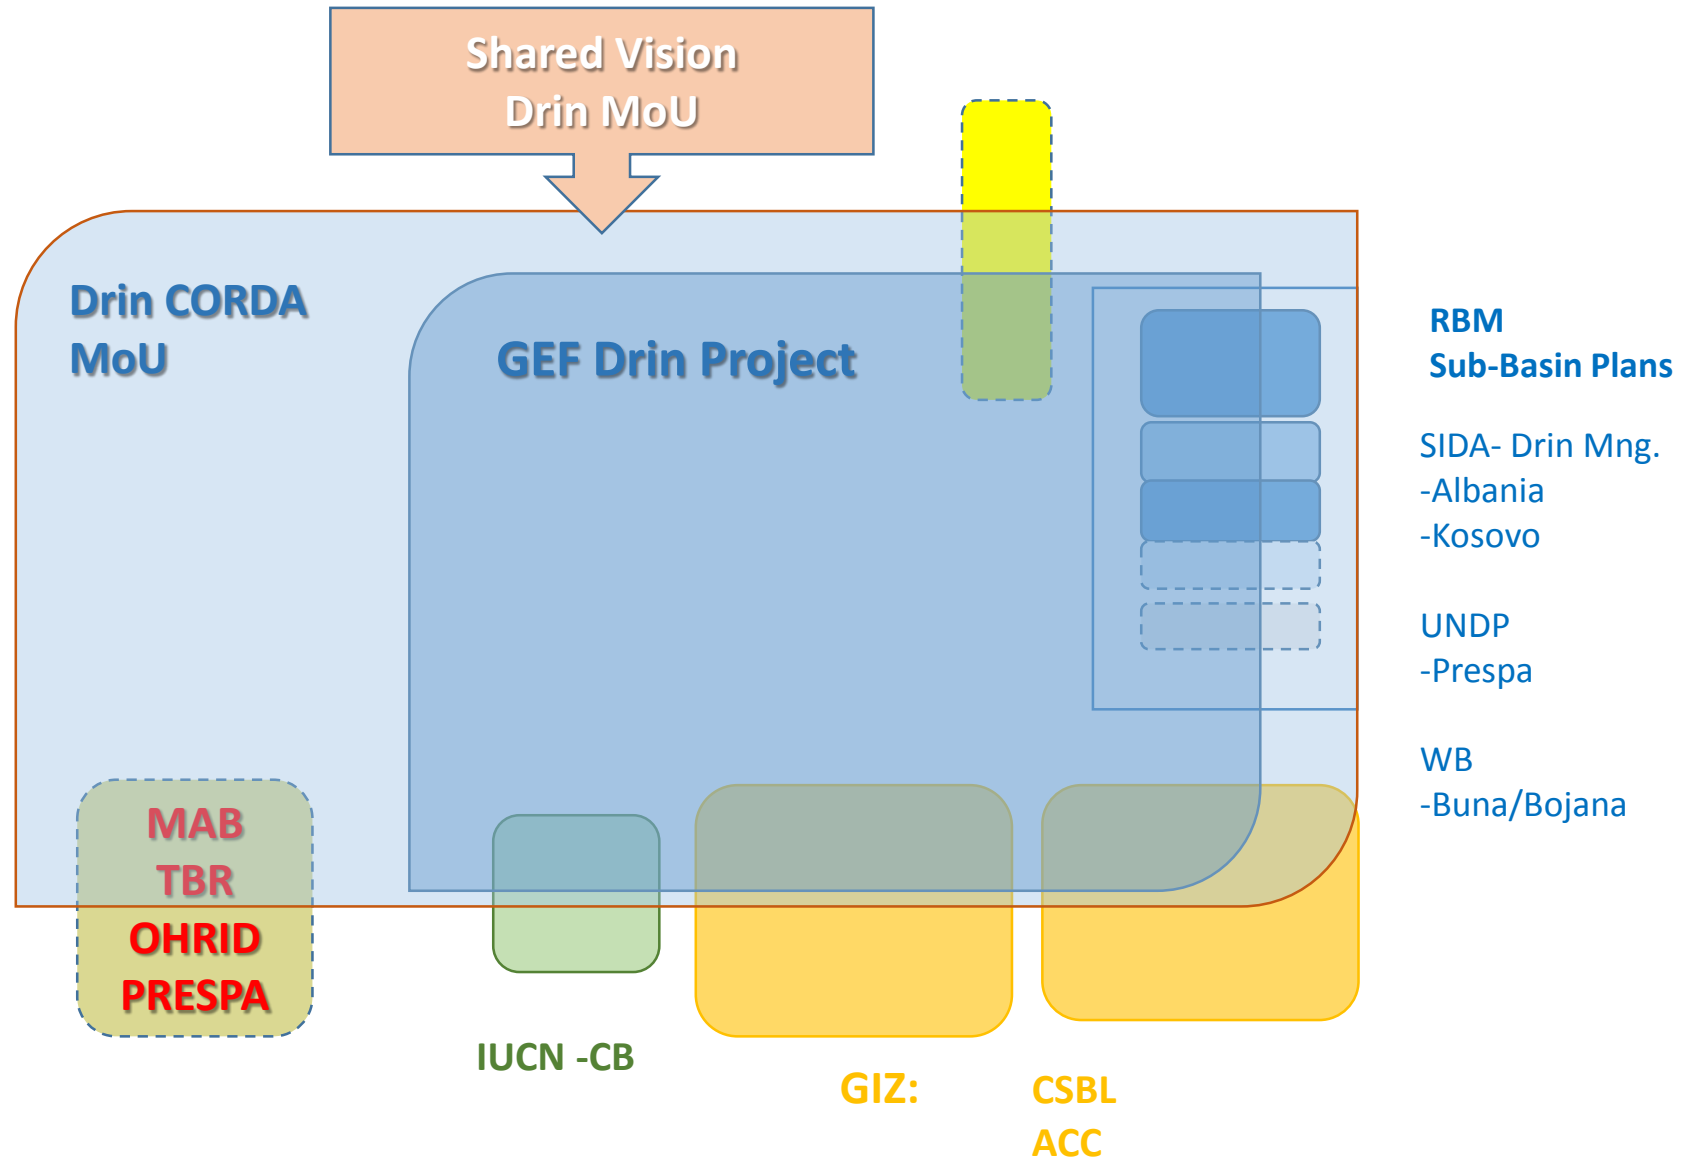 Shared Vision
Drin MoU
Drin CORDA
MoU
GEF Drin Project
RBM
Sub-Basin Plans
SIDA- Drin Mng.
-Albania
-Kosovo
UNDP
-Prespa
WB
-Buna/Bojana
MAB
TBR
OHRID
PRESPA
IUCN -CB
GIZ:
CSBL
ACC